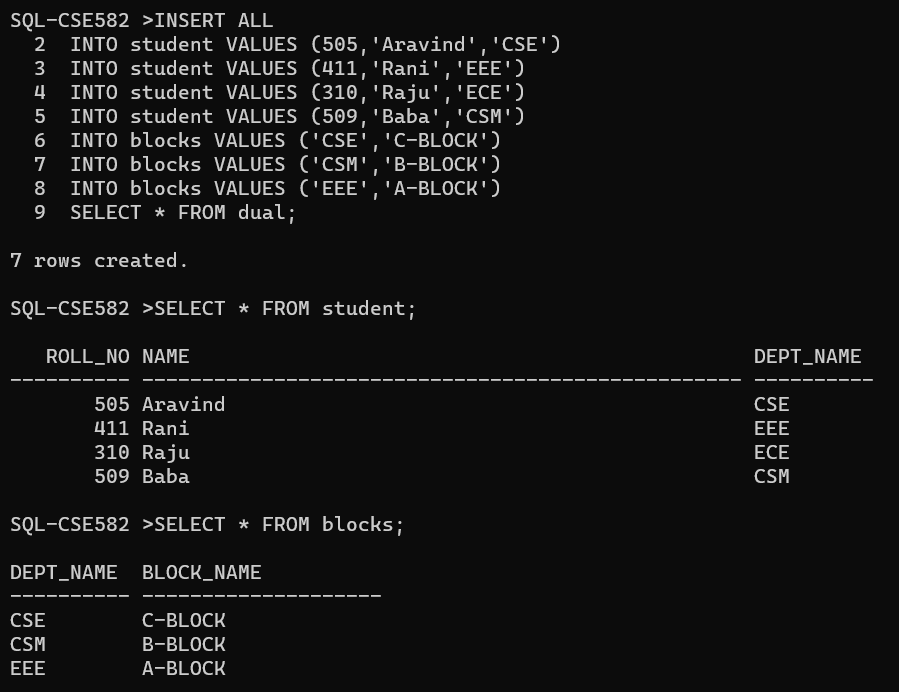 SQL-CSE582 >INSERT ALL
  2  INTO student VALUES (505,'Aravind','CSE')
  3  INTO student VALUES (411,'Rani','EEE')
  4  INTO student VALUES (310,'Raju','ECE')
  5  INTO student VALUES (509,'Baba','CSM')
  6  INTO blocks VALUES ('CSE','C-BLOCK')
  7  INTO blocks VALUES ('CSM','B-BLOCK')
  8  INTO blocks VALUES ('EEE','A-BLOCK')
  9  SELECT * FROM dual;
7 rows created.
SQL-CSE582 >SELECT * FROM student;
   ROLL_NO NAME                                               DEPT_NAME
---------- -------------------------------------------------- ----------
       505 Aravind                                            CSE
       411 Rani                                               EEE
       310 Raju                                               ECE
       509 Baba                                               CSM
SQL-CSE582 >SELECT * FROM blocks;
DEPT_NAME  BLOCK_NAME
---------- --------------------
CSE        C-BLOCK
CSM        B-BLOCK
EEE        A-BLOCK